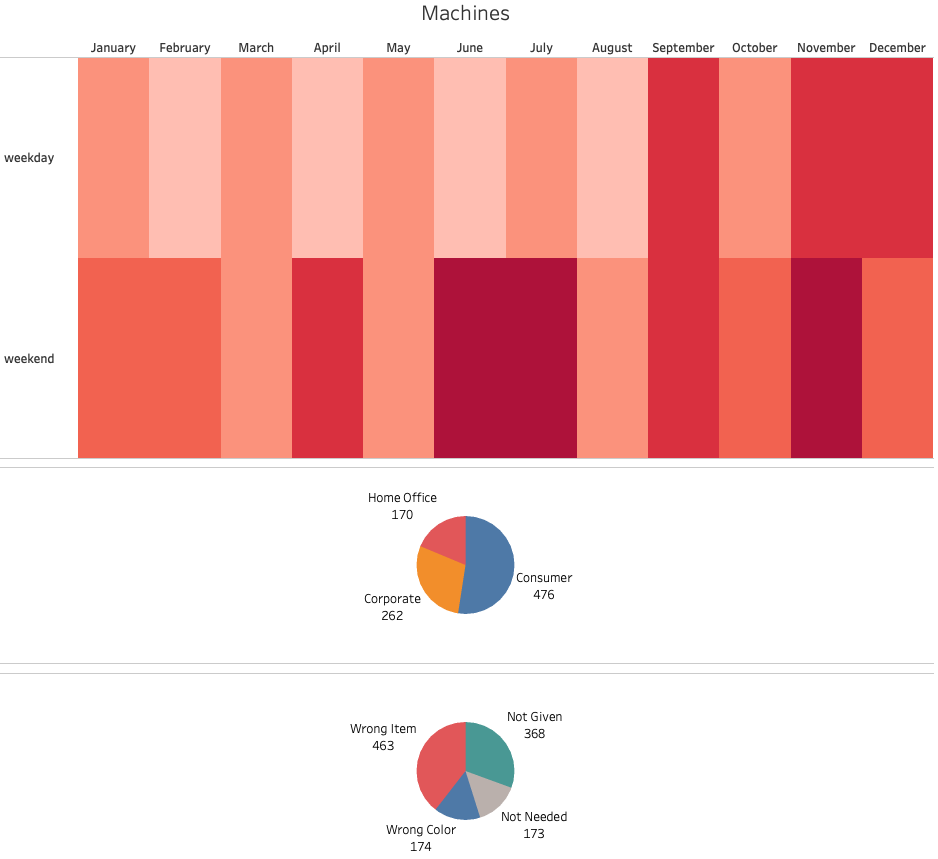 Machines
January February March April May June July August September October November December
weekday
weekend
Home Office
170
Consumer
476
Corporate
262
Not Given
368
Wrong Item
463
Not Needed
173
Wrong Color
174